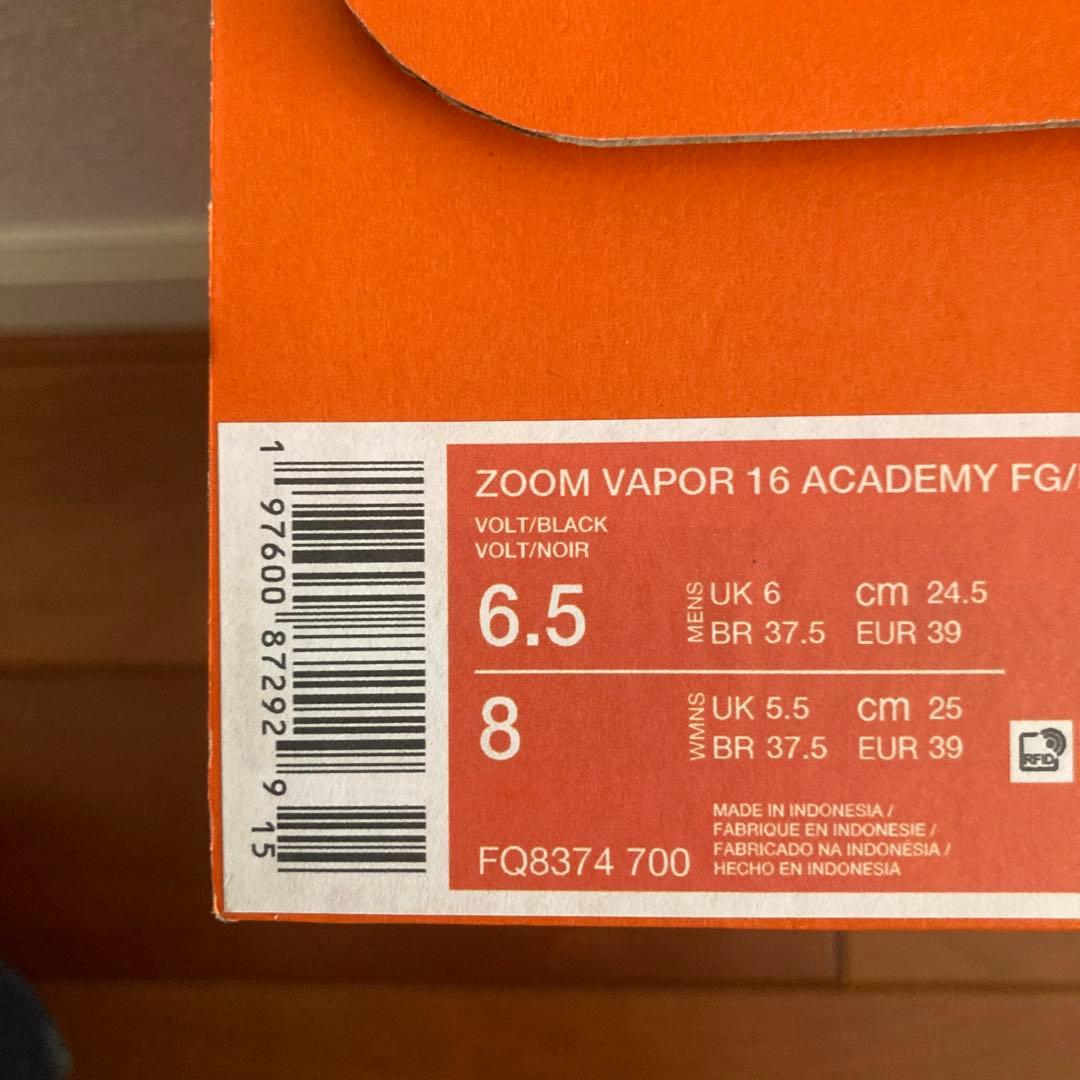 ZOOM VAPOR 16 ACADEMY FG/
VOLT/BLACK
VOLT/NOIR
6.5
MENS
UK 6
cm 24.5
BR 37.5
EUR 39
8
WMNS
UK 5.5
cm 25
BR 37.5
EUR 39
RFID
MADE IN INDONESIA /
FABRIQUE EN INDONESIE /
FABRICADO NA INDONÉSIA /
HECHO EN INDONESIA
FQ8374 700
1 97600 87292 9 15